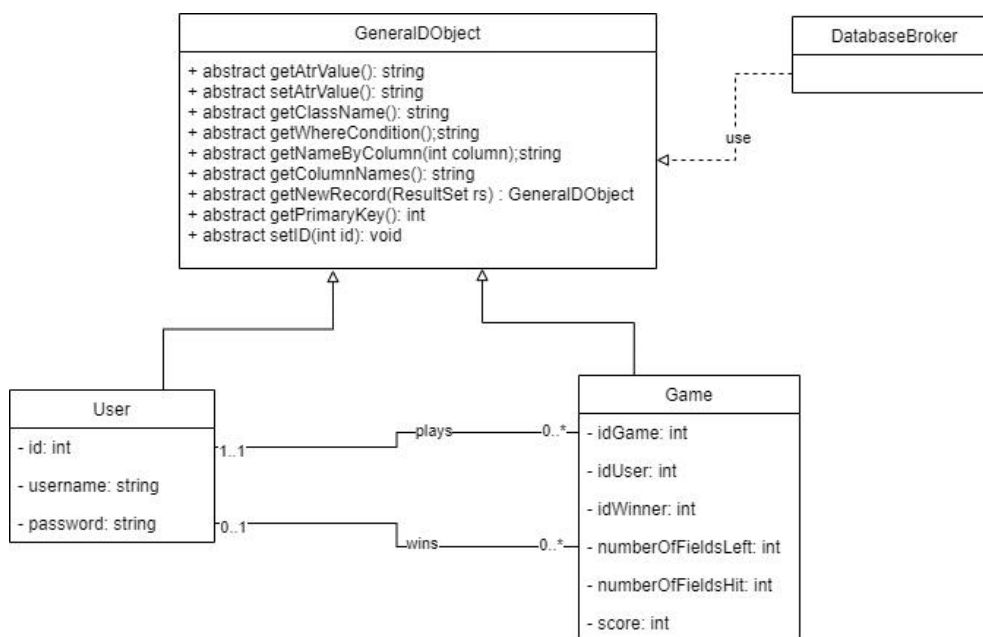 GeneralDObject
+ abstract getAtrValue(): string
+ abstract setAtrValue(): string
+ abstract getClassName(): string
+ abstract getWhereCondition();string
+ abstract getNameByColumn(int column);string
+ abstract getColumnNames(): string
+ abstract getNewRecord(ResultSet rs) : GeneralDObject
+ abstract getPrimaryKey(): int
+ abstract setID(int id): void
DatabaseBroker
use
User
- id: int
- username: string
- password: string
1..1
plays
0..*
0..1
wins
0..*
Game
- idGame: int
- idUser: int
- idWinner: int
- numberOfFieldsLeft: int
- numberOfFieldsHit: int
- score: int